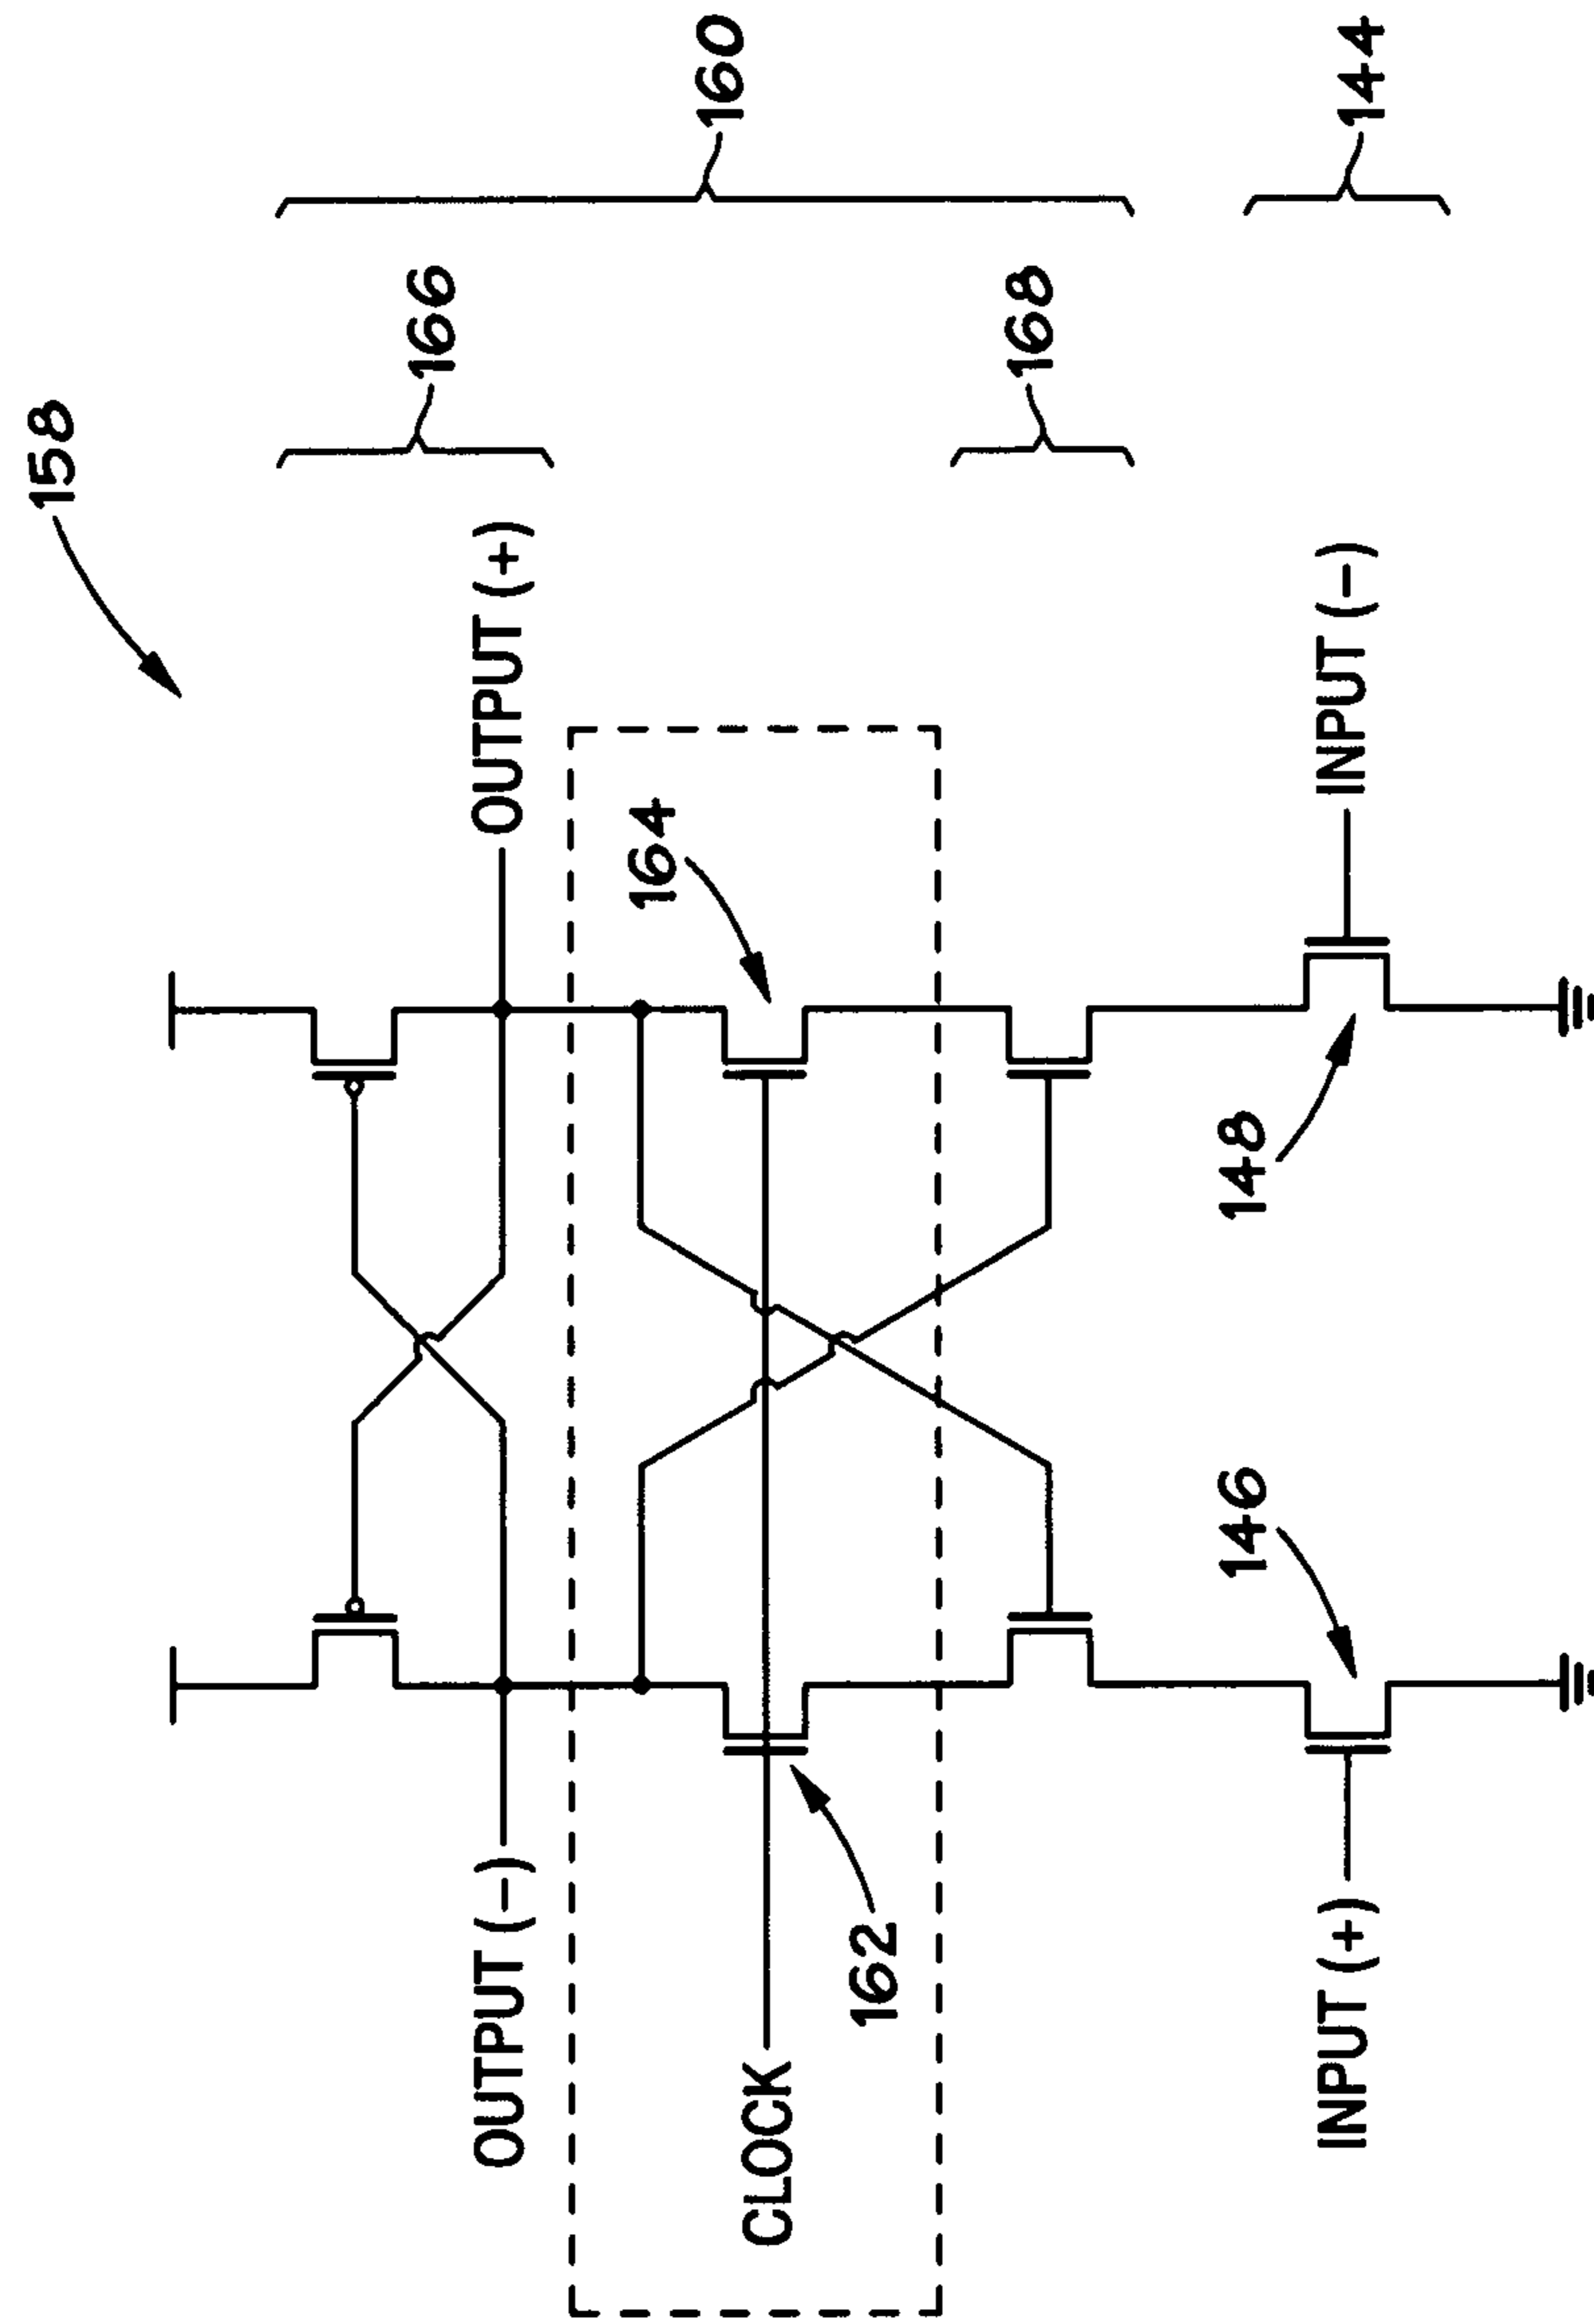 158
166
160
OUTPUT (-)
OUTPUT (+)
164
CLOCK
162
168
146
148
INPUT (+)
INPUT (-)
144